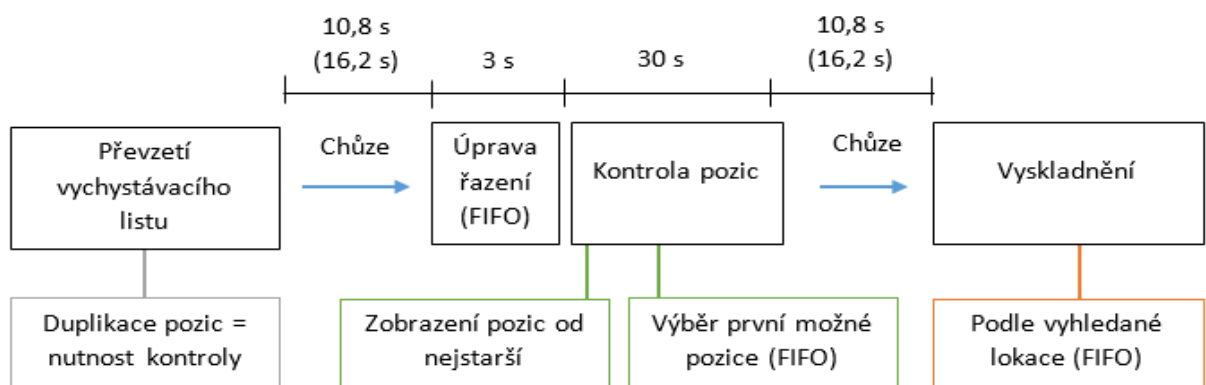 10,8 s
(16,2 s)
3 s
30 s
10,8 s
(16,2 s)
Převzetí
vychystávacího
listu
Chůze
Úprava
řazení
(FIFO)
Kontrola pozic
Chůze
Vyskladnění
Duplikace pozic =
nutnost kontroly
Zobrazení pozic od
nejstarší
Výběr první možné
pozice (FIFO)
Podle vyhledané
lokace (FIFO)